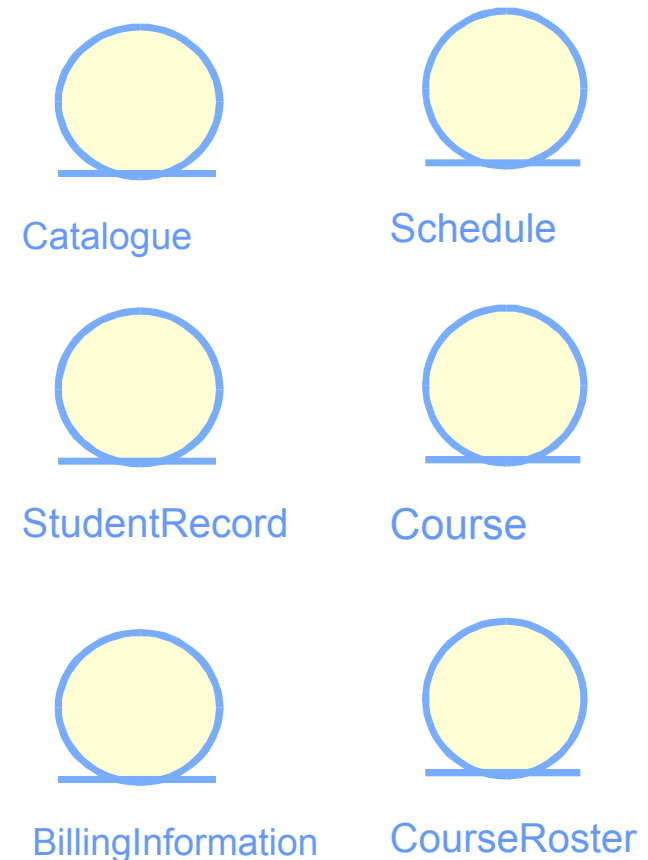 Catalogue
Schedule
StudentRecord
Course
BillingInformation
CourseRoster